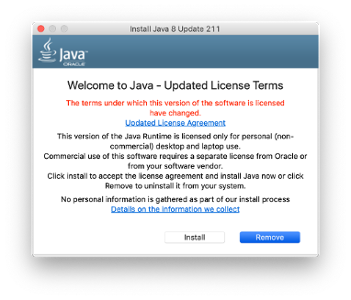 Install Java 8 Update 211
Java
ORACLE
Welcome to Java - Updated License Terms
The terms under which this version of the software is licensed
have changed.
Updated License Agreement
This version of the Java Runtime is licensed only for personal (non-
commercial) desktop and laptop use.
Commercial use of this software requires a separate license from Oracle or
from your software vendor.
Click install to accept the license agreement and install Java now or click
Remove to uninstall it from your system.
No personal information is gathered as part of our install process
Details on the information we collect
Install
Remove